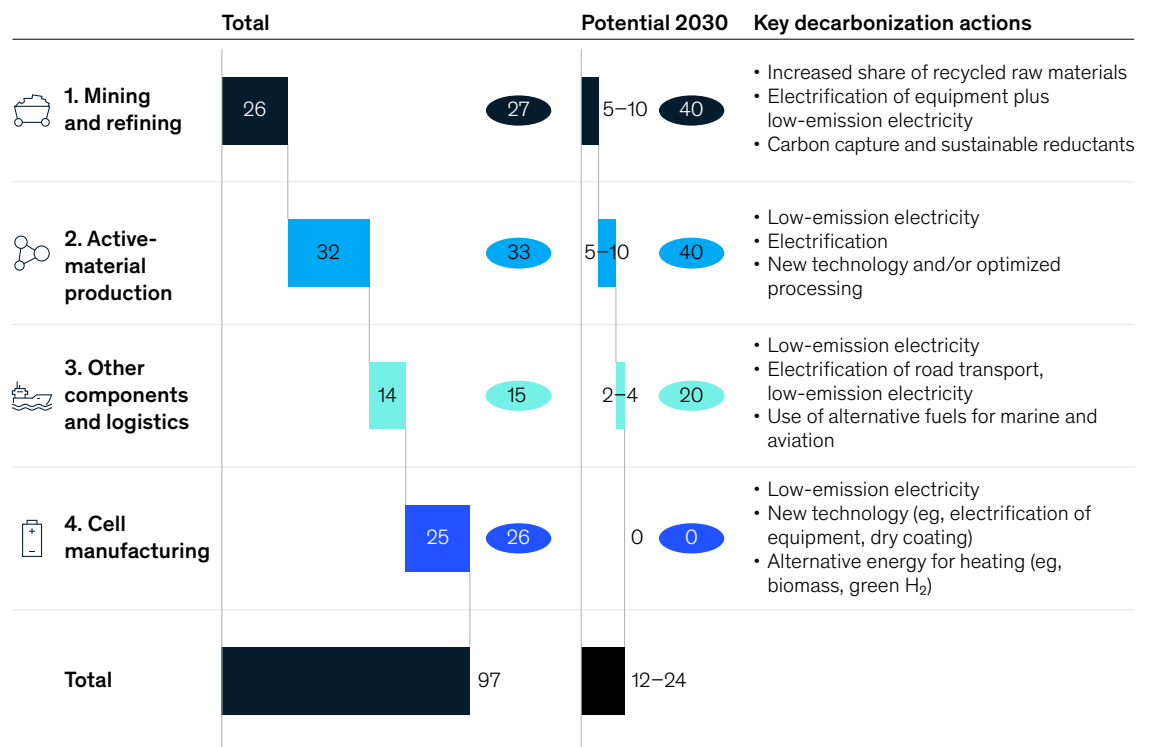 Total
Potential 2030
Key decarbonization actions
1. Mining
and refining
26
27
5–10
40
• Increased share of recycled raw materials
• Electrification of equipment plus
low-emission electricity
• Carbon capture and sustainable reductants
2. Active-
material
production
32
33
5–10
40
• Low-emission electricity
• Electrification
• New technology and/or optimized
processing
3. Other
components
and logistics
14
15
2–4
20
• Low-emission electricity
• Electrification of road transport,
low-emission electricity
• Use of alternative fuels for marine and
aviation
4. Cell
manufacturing
25
26
0
0
• Low-emission electricity
• New technology (eg, electrification of
equipment, dry coating)
• Alternative energy for heating (eg,
biomass, green H₂)
Total
97
12–24